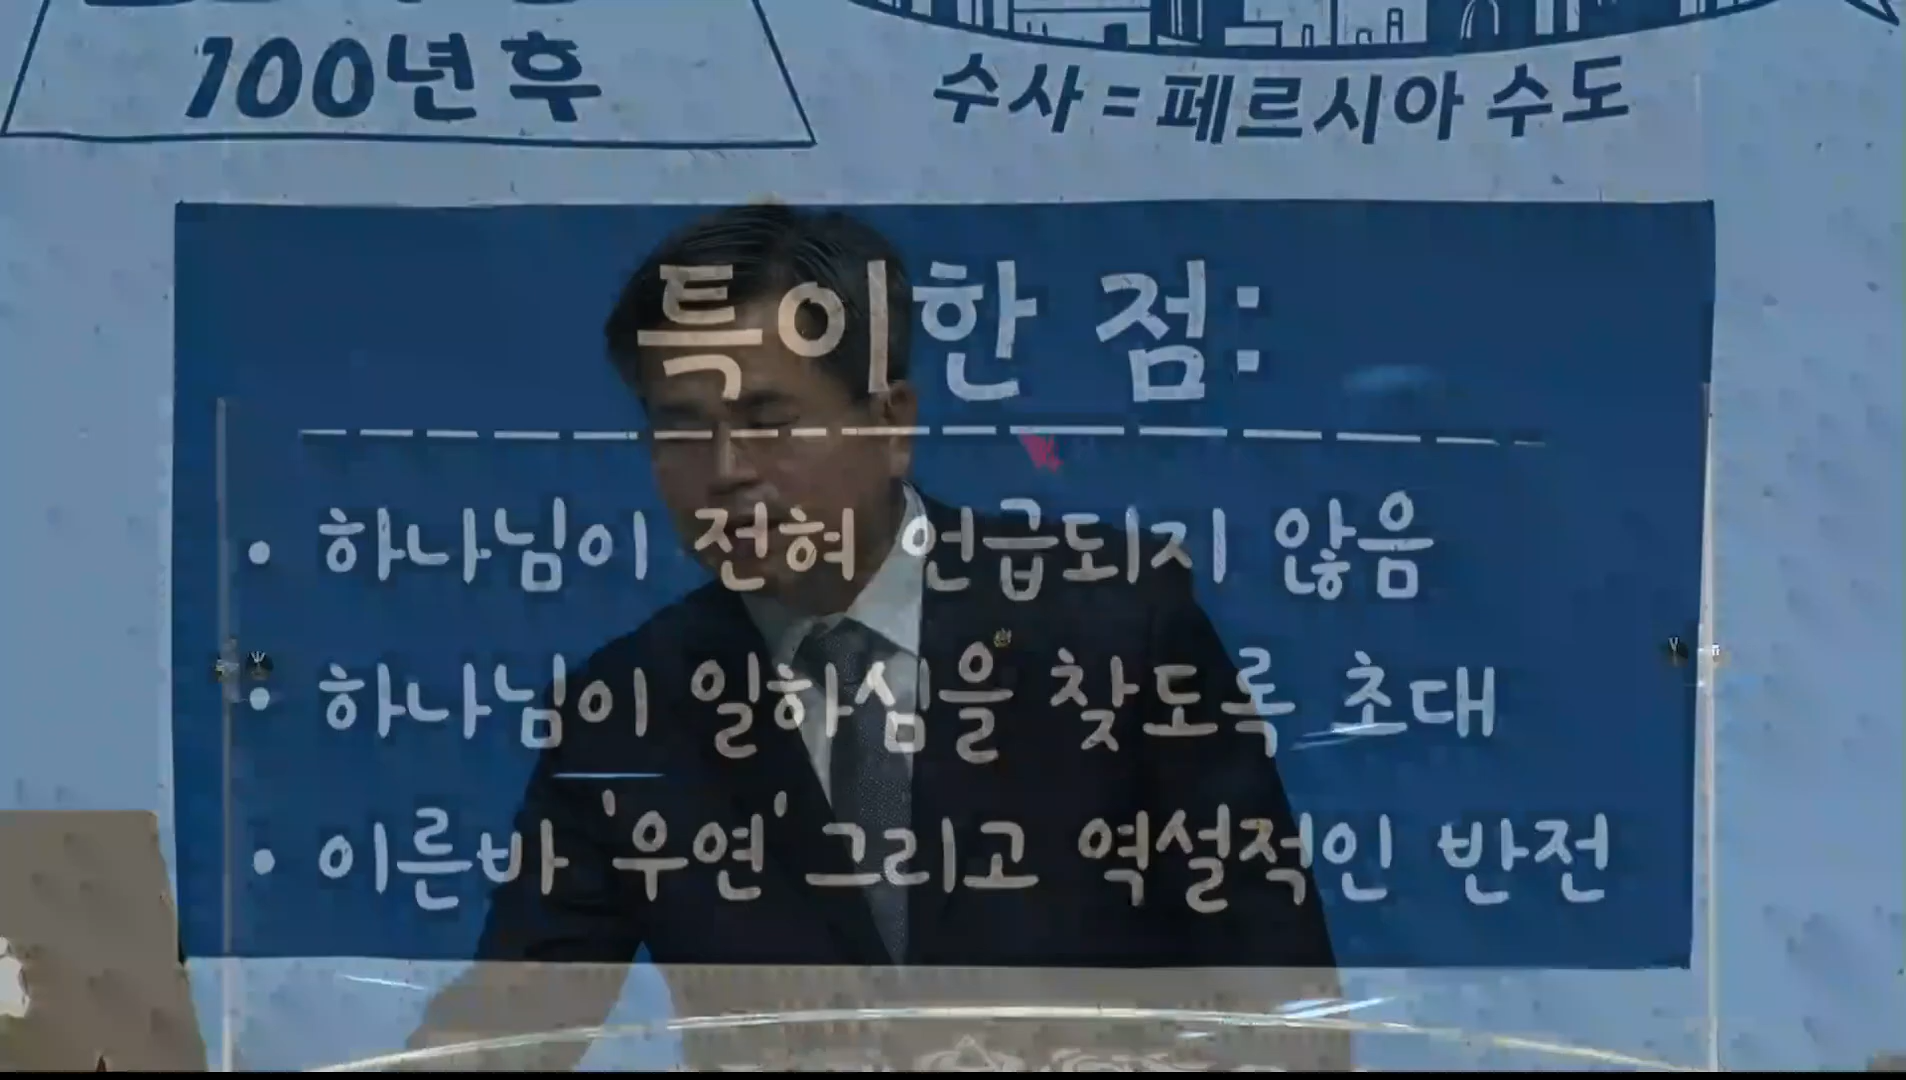 100년 후
수사 = 페르시아 수도
특이한 점:
• 하나님이 전혀 언급되지 않음
• 하나님이 일하심을 찾도록 초대
• 이른바 '우연' 그리고 역설적인 반전